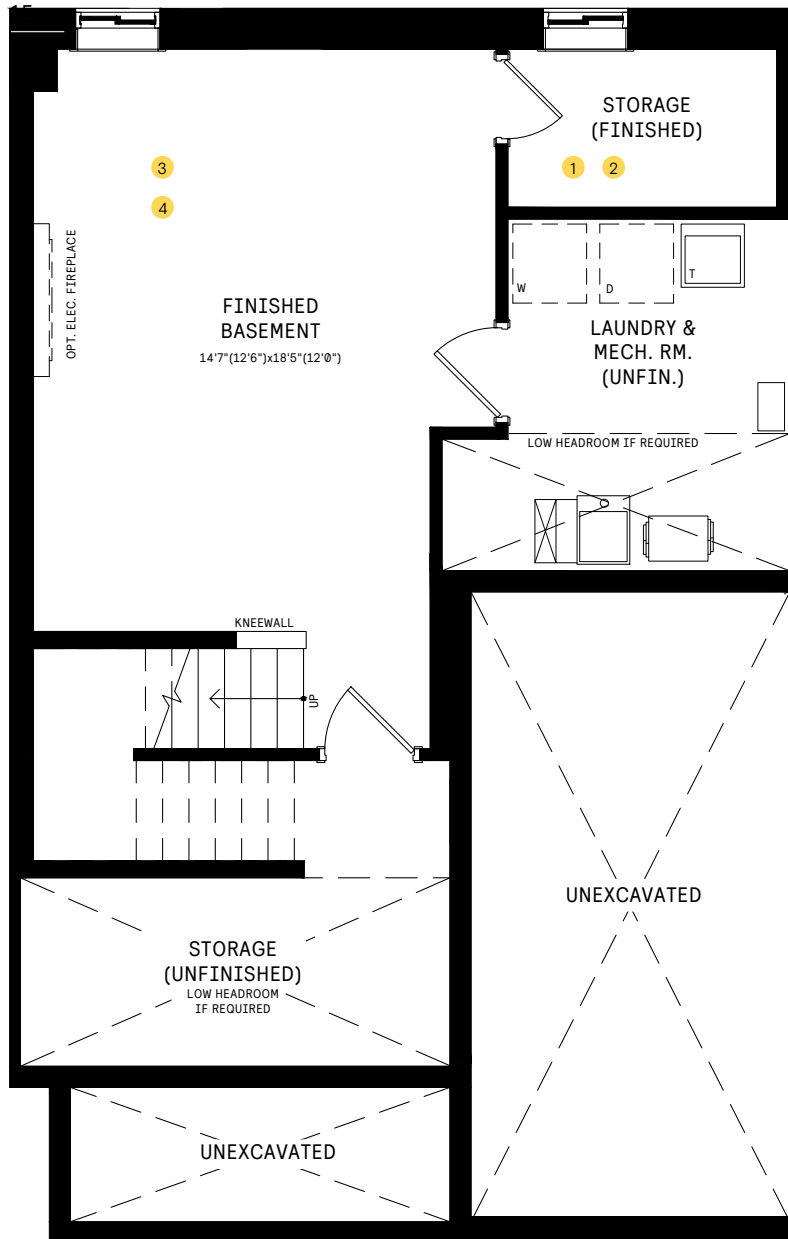 STORAGE
(FINISHED)
3
1 2
4
OPT. ELEC. FIREPLACE
W
D
T
FINISHED
BASEMENT
14'7"(12'6")x18'5"(12'0")
LAUNDRY &
MECH. RM.
(UNFIN.)
LOW HEADROOM IF REQUIRED
KNEEWALL
UP
UNEXCAVATED
STORAGE
(UNFINISHED)
LOW HEADROOM
IF REQUIRED
UNEXCAVATED